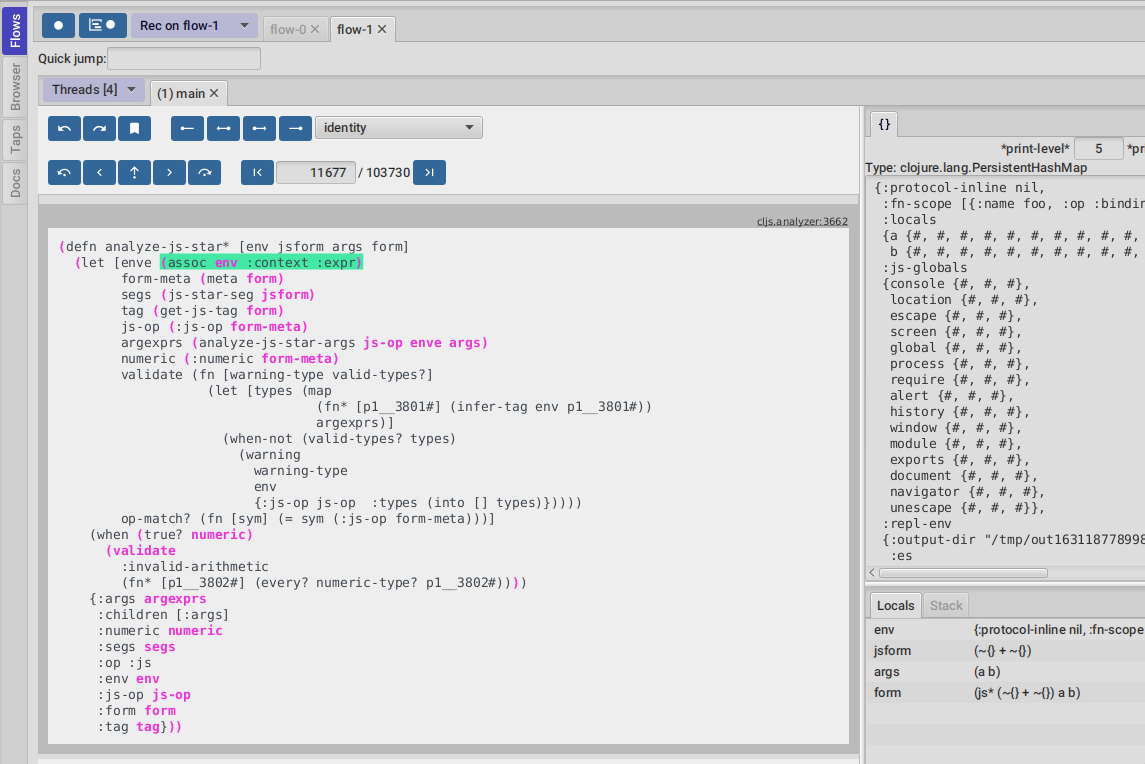 Flows
Browser
Taps
Docs
Rec on flow-1
flow-0
flow-1
Quick jump:
Threads [4]
(1) main
identity
11677 / 103730
cljs.analyzer:3662
(defn analyze-js-star* [env jsform args form]
  (let [enve (assoc env :context :expr)
        form-meta (meta form)
        segs (js-star-seg jsform)
        tag (get-js-tag form)
        js-op (:js-op form-meta)
        argexprs (analyze-js-star-args js-op enve args)
        numeric (:numeric form-meta)
        validate (fn [warning-type valid-types?]
                   (let [types (map
                                 (fn* [p1__3801#] (infer-tag env p1__3801#))
                                 argexprs)]
                     (when-not (valid-types? types)
                       (warning
                         warning-type
                         env
                         {:js-op js-op  :types (into [] types)}))))
        op-match? (fn [sym] (= sym (:js-op form-meta)))]
    (when (true? numeric)
      (validate
        :invalid-arithmetic
        (fn* [p1__3802#] (every? numeric-type? p1__3802#))))
    {:args argexprs
     :children [:args]
     :numeric numeric
     :segs segs
     :op :js
     :env env
     :js-op js-op
     :form form
     :tag tag}))
{}
*print-level* 5 *pr
Type: clojure.lang.PersistentHashMap
{:protocol-inline nil,
 :fn-scope [{:name foo, :op :bindin
 :locals
 {a {#, #, #, #, #, #, #, #, #, #,
  b {#, #, #, #, #, #, #, #, #, #,
 :js-globals
 {console {#, #, #},
  location {#, #, #},
  escape {#, #, #},
  screen {#, #, #},
  global {#, #, #},
  process {#, #, #},
  require {#, #, #},
  alert {#, #, #},
  history {#, #, #},
  window {#, #, #},
  module {#, #, #},
  exports {#, #, #},
  document {#, #, #},
  navigator {#, #, #},
  unescape {#, #, #}},
 :repl-env
 {:output-dir "/tmp/out163118778998
  :es
Locals
Stack
env {:protocol-inline nil, :fn-scope
jsform (~{} + ~{})
args (a b)
form (js* (~{} + ~{}) a b)